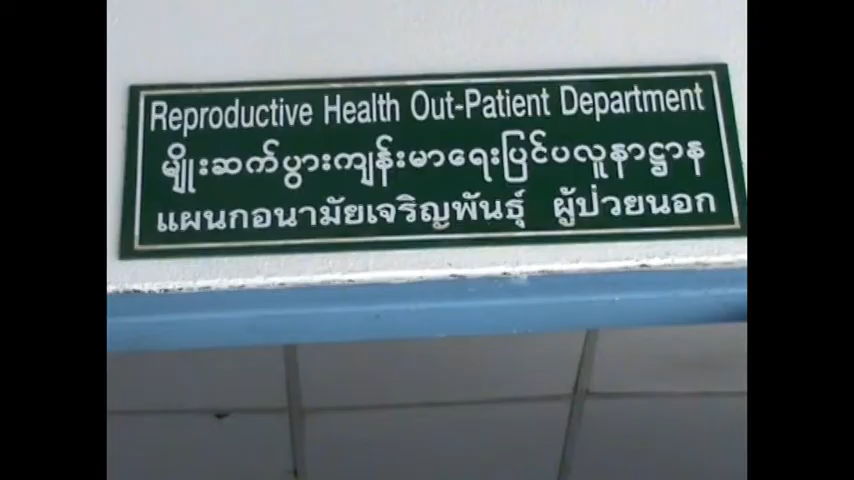 Reproductive Health Out-Patient Department
မျိုးဆက်ပွားကျန်းမာရေးပြင်ပလူနာဌာန
แผนกอนามัยเจริญพันธุ์ ผู้ป่วยนอก